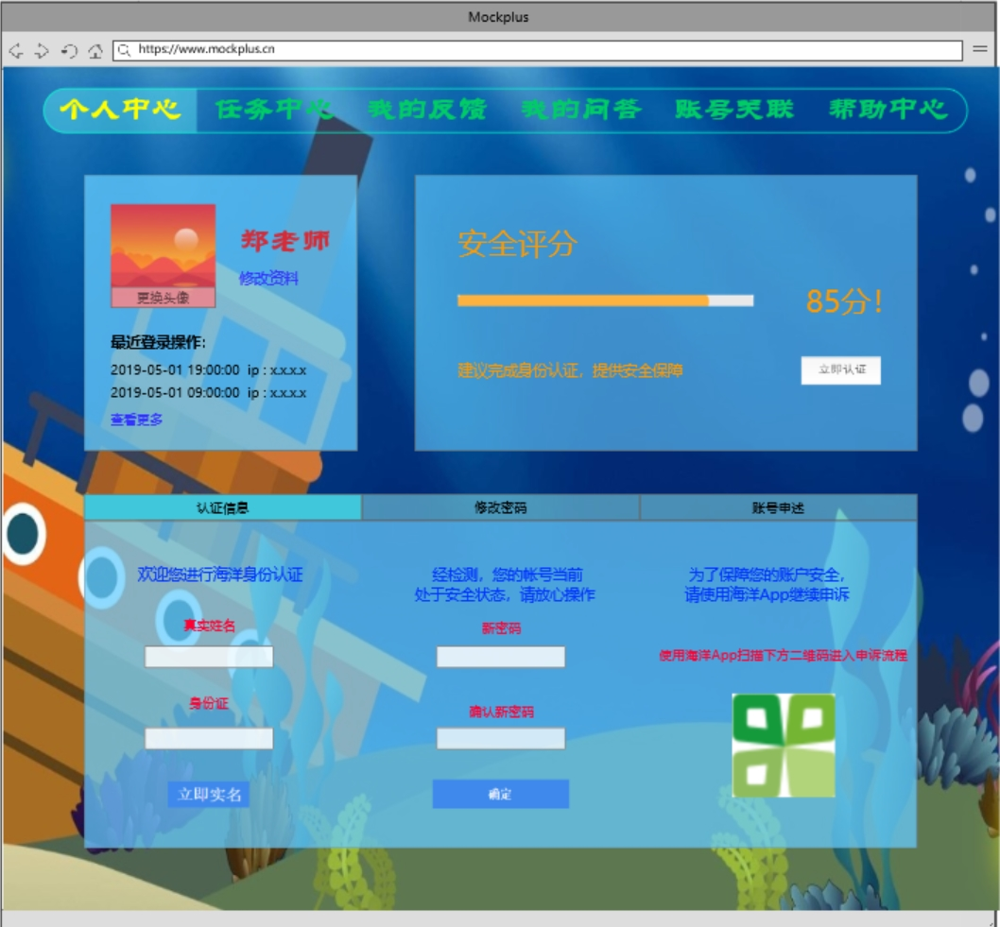 Mockplus
https://www.mockplus.cn
个人中心 任务中心 我的反馈 我的问答 账号关联 帮助中心
郑老师
修改资料
更换头像
最近登录操作:
2019-05-01 19:00:00 ip : x.x.x.x
2019-05-01 09:00:00 ip : x.x.x.x
查看更多
安全评分
85分!
建议完成身份认证，提供安全保障
立即认证
认证信息 修改密码 账号申述
欢迎您进行海洋身份认证
真实姓名
身份证
立即实名
经检测，您的帐号当前
处于安全状态，请放心操作
新密码
确认新密码
确定
为了保障您的账户安全，
请使用海洋App继续申诉
使用海洋App扫描下方二维码进入申诉流程